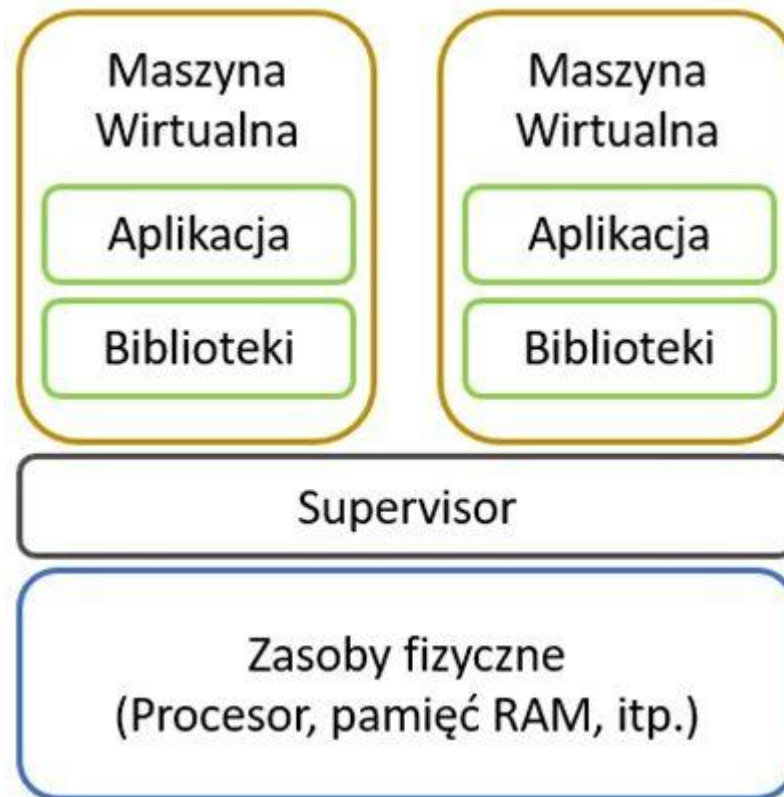 Maszyna
Wirtualna
Aplikacja
Biblioteki
Maszyna
Wirtualna
Aplikacja
Biblioteki
Supervisor
Zasoby fizyczne
(Procesor, pamięć RAM, itp.)